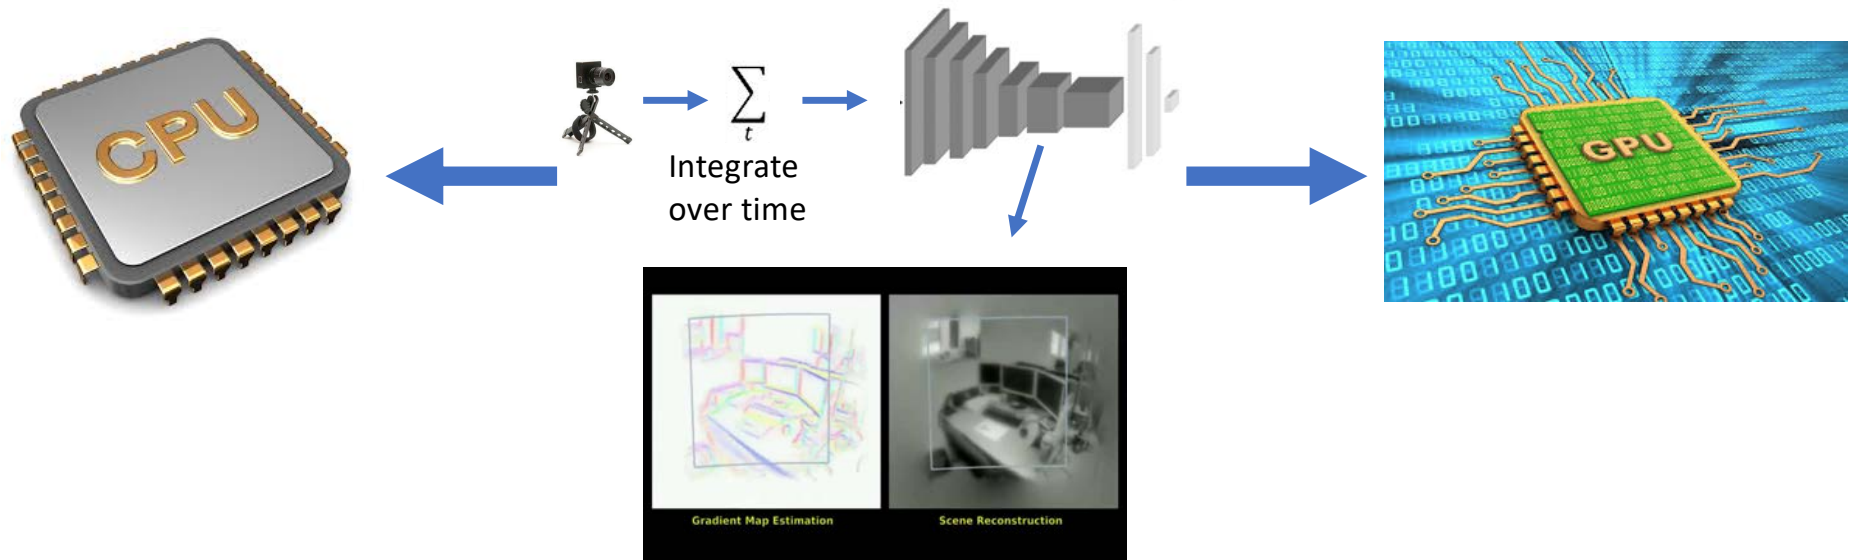 CPU
∑
t
Integrate
over time
GPU
Gradient Map Estimation
Scene Reconstruction